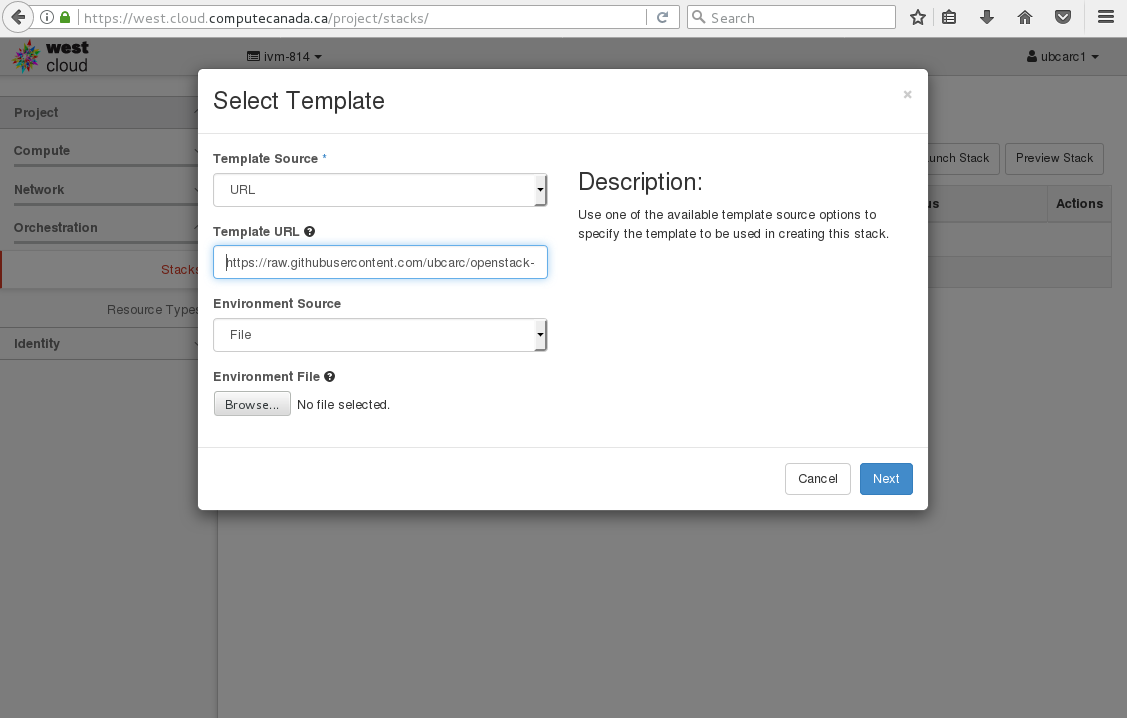 https://west.cloud.computecanada.ca/project/stacks/
Search
west
cloud
ivm-814
ubcarc1
Project
Compute
Network
Orchestration
Stacks
Resource Types
Identity
Launch Stack
Preview Stack
Actions
Select Template
×
Template Source *
URL
Template URL
https://raw.githubusercontent.com/ubcarc/openstack-
Environment Source
File
Environment File
Browse... No file selected.
Description:
Use one of the available template source options to
specify the template to be used in creating this stack.
Cancel
Next